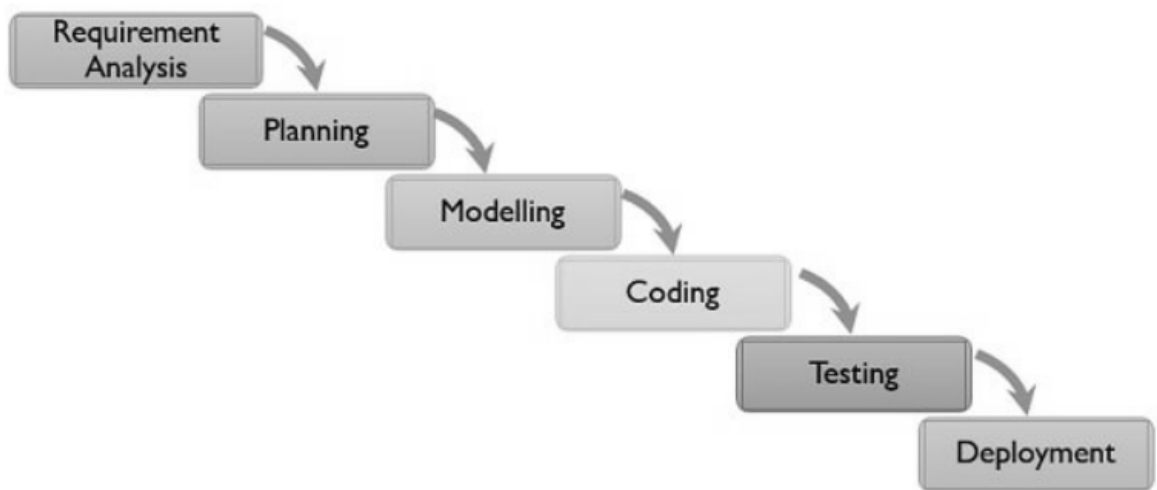 Requirement
Analysis
Planning
Modelling
Coding
Testing
Deployment